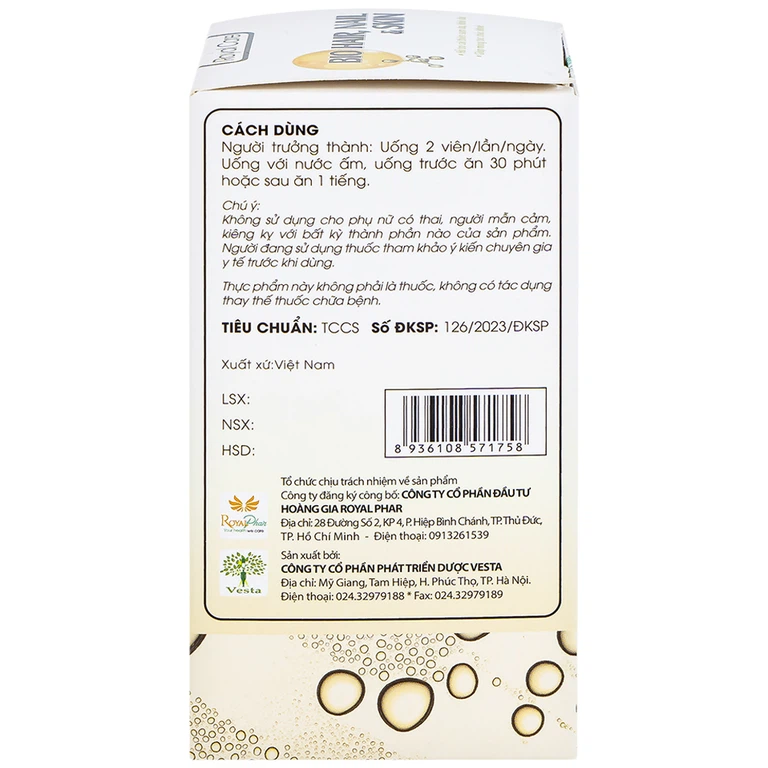 Royal Care
BIO HAIR, NAIL
& SKIN
CÁCH DÙNG
Người trưởng thành: Uống 2 viên/lần/ngày.
Uống với nước ấm, uống trước ăn 30 phút
hoặc sau ăn 1 tiếng.
Chú ý:
Không sử dụng cho phụ nữ có thai, người mẫn cảm,
kiêng kỵ với bất kỳ thành phần nào của sản phẩm.
Người đang sử dụng thuốc tham khảo ý kiến chuyên gia
y tế trước khi dùng.
Thực phẩm này không phải là thuốc, không có tác dụng
thay thế thuốc chữa bệnh.
TIÊU CHUẨN: TCCS Số ĐKSP: 126/2023/ĐKSP
Xuất xứ:Việt Nam
LSX:
NSX:
HSD:
8 936108 571758
Tổ chức chịu trách nhiệm về sản phẩm
Công ty đăng ký công bố: CÔNG TY CỔ PHẦN ĐẦU TƯ
HOÀNG GIA ROYAL PHAR
Địa chỉ: 28 Đường Số 2, KP 4, P. Hiệp Bình Chánh, TP. Thủ Đức,
TP. Hồ Chí Minh - Điện thoại: 0913261539
ROYAL Phar
Sản xuất bởi:
CÔNG TY CỔ PHẦN PHÁT TRIỂN DƯỢC VESTA
Địa chỉ: Mỹ Giang, Tam Hiệp, H. Phúc Thọ, TP. Hà Nội.
Điện thoại: 024.32979188 * Fax: 024.32979189
Vesta